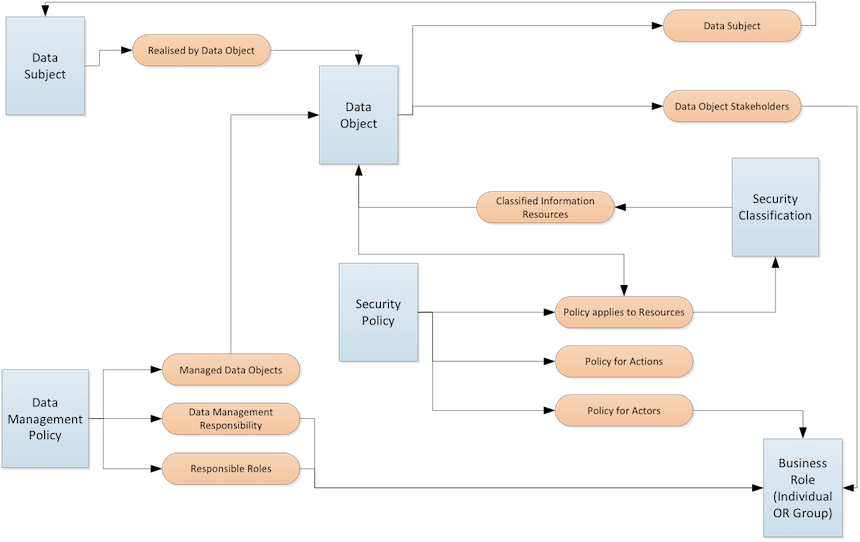 Data
Subject
Realised by Data Object
Data Subject
Data
Object
Data Object Stakeholders
Classified Information
Resources
Security
Classification
Security
Policy
Policy applies to Resources
Policy for Actions
Policy for Actors
Data
Management
Policy
Managed Data Objects
Data Management
Responsibility
Responsible Roles
Business
Role
(Individual
OR Group)